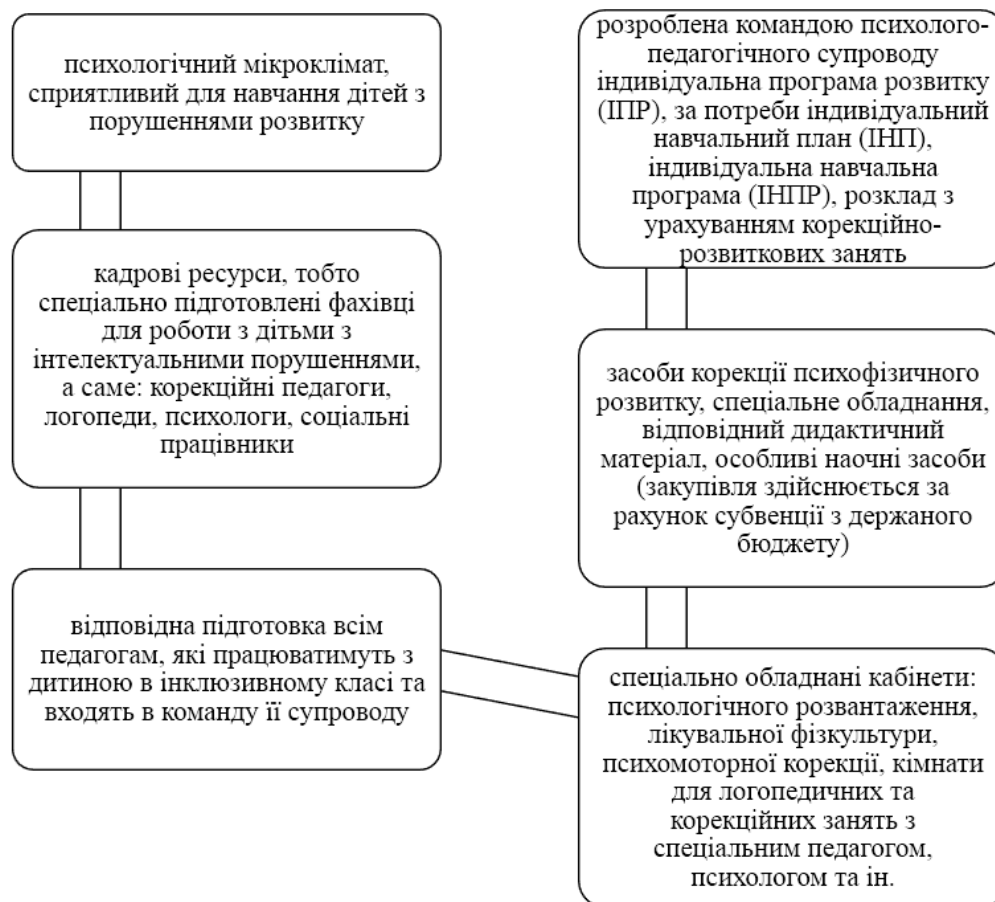 психологічний мікроклімат,
сприятливий для навчання дітей з
порушеннями розвитку
кадрові ресурси, тобто
спеціально підготовлені фахівці
для роботи з дітьми з
інтелектуальними порушеннями,
а саме: корекційні педагоги,
логопеди, психологи, соціальні
працівники
відповідна підготовка всім
педагогам, які працюватимуть з
дитиною в інклюзивному класі та
входять в команду її супроводу
розроблена командою психолого-
педагогічного супроводу
індивідуальна програма розвитку
(ІПР), за потреби індивідуальний
навчальний план (ІНП),
індивідуальна навчальна
програма (ІНПР), розклад з
урахуванням корекційно-
розвиткових занять
засоби корекції психофізичного
розвитку, спеціальне обладнання,
відповідний дидактичний
матеріал, особливі наочні засоби
(закупівля здійснюється за
рахунок субвенції з держаного
бюджету)
спеціально обладнані кабінети:
психологічного розвантаження,
лікувальної фізкультури,
психомоторної корекції, кімнати
для логопедичних та
корекційних занять з
спеціальним педагогом,
психологом та ін.